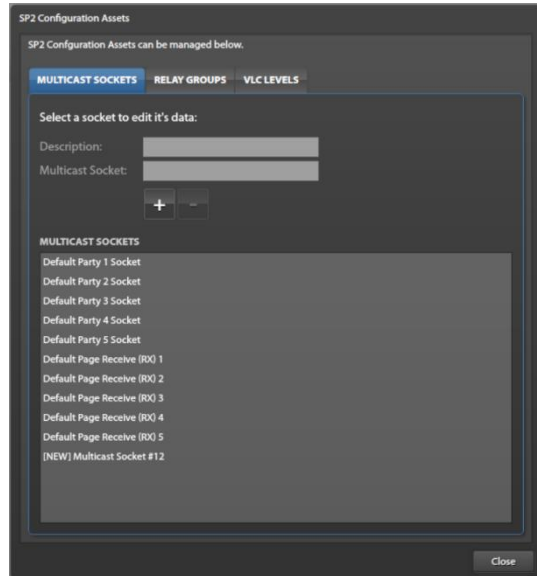 SP2 Configuration Assets
SP2 Confguration Assets can be managed below.
MULTICAST SOCKETS RELAY GROUPS VLC LEVELS
Select a socket to edit it's data:
Description:
Multicast Socket:
+ -
MULTICAST SOCKETS
Default Party 1 Socket
Default Party 2 Socket
Default Party 3 Socket
Default Party 4 Socket
Default Party 5 Socket
Default Page Receive (RX) 1
Default Page Receive (RX) 2
Default Page Receive (RX) 3
Default Page Receive (RX) 4
Default Page Receive (RX) 5
[NEW] Multicast Socket #12
Close